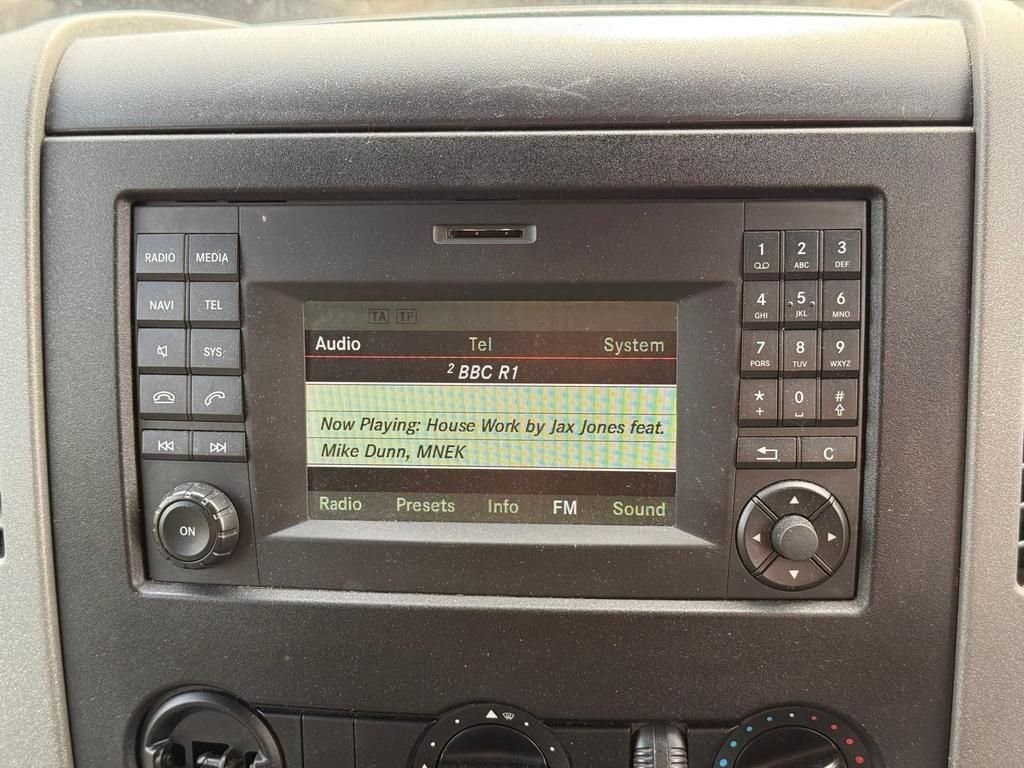 RADIO MEDIA
NAVI TEL
SYS
ON
TA TP
Audio Tel System
2 BBC R1
Now Playing: House Work by Jax Jones feat.
Mike Dunn, MNEK
Radio Presets Info FM Sound
1 2 ABC 3 DEF
4 GHI 5 JKL 6 MNO
7 PQRS 8 TUV 9 WXYZ
* + 0 #
C